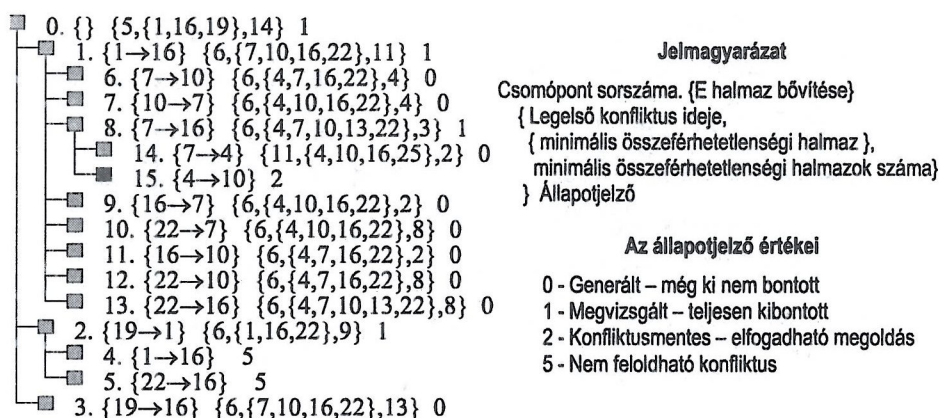 0. {} {5,{1,16,19},14} 1
1. {1→16} {6,{7,10,16,22},11} 1
6. {7→10} {6,{4,7,16,22},4} 0
7. {10→7} {6,{4,10,16,22},4} 0
8. {7→16} {6,{4,7,10,13,22},3} 1
14. {7→4} {11,{4,10,16,25},2} 0
15. {4→10} 2
9. {16→7} {6,{4,10,16,22},2} 0
10. {22→7} {6,{4,10,16,22},8} 0
11. {16→10} {6,{4,7,16,22},2} 0
12. {22→10} {6,{4,7,16,22},8} 0
13. {22→16} {6,{4,7,10,13,22},8} 0
2. {19→1} {6,{1,16,22},9} 1
4. {1→16} 5
5. {22→16} 5
3. {19→16} {6,{7,10,16,22},13} 0
Jelmagyarázat
Csomópont sorszáma. {E halmaz bővítése}
{ Legelső konfliktus ideje,
{ minimális összeférhetetlenségi halmaz },
minimális összeférhetetlenségi halmazok száma}
} Állapotjelző
Az állapotjelző értékei
0 - Generált – még ki nem bontott
1 - Megvizsgált – teljesen kibontott
2 - Konfliktusmentes – elfogadható megoldás
5 - Nem feloldható konfliktus